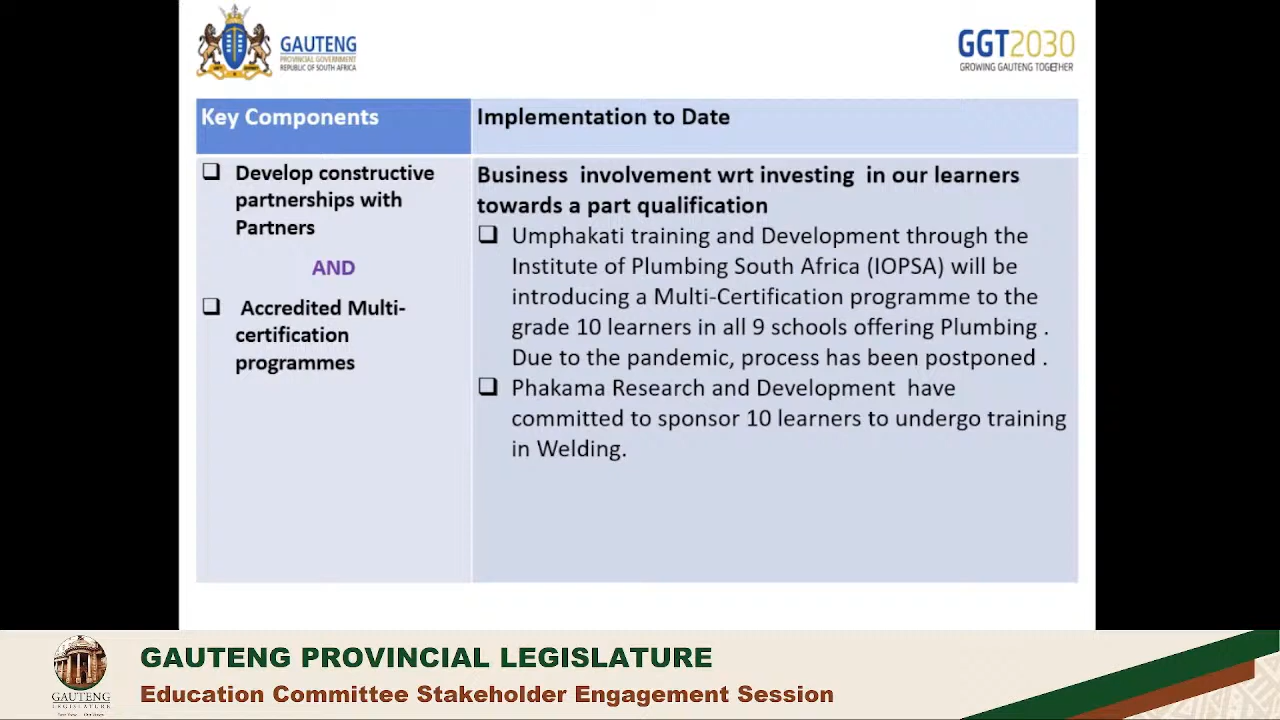 GAUTENG
PROVINCIAL GOVERNMENT
REPUBLIC OF SOUTH AFRICA
GGT2030
GROWING GAUTENG TOGETHER
Key Components
Implementation to Date
❑ Develop constructive
partnerships with
Partners
AND
❑ Accredited Multi-
certification
programmes
Business involvement wrt investing in our learners
towards a part qualification
❑ Umphakati training and Development through the
Institute of Plumbing South Africa (IOPSA) will be
introducing a Multi-Certification programme to the
grade 10 learners in all 9 schools offering Plumbing .
Due to the pandemic, process has been postponed .
❑ Phakama Research and Development have
committed to sponsor 10 learners to undergo training
in Welding.
GAUTENG
LEGISLATURE
GAUTENG PROVINCIAL LEGISLATURE
Education Committee Stakeholder Engagement Session